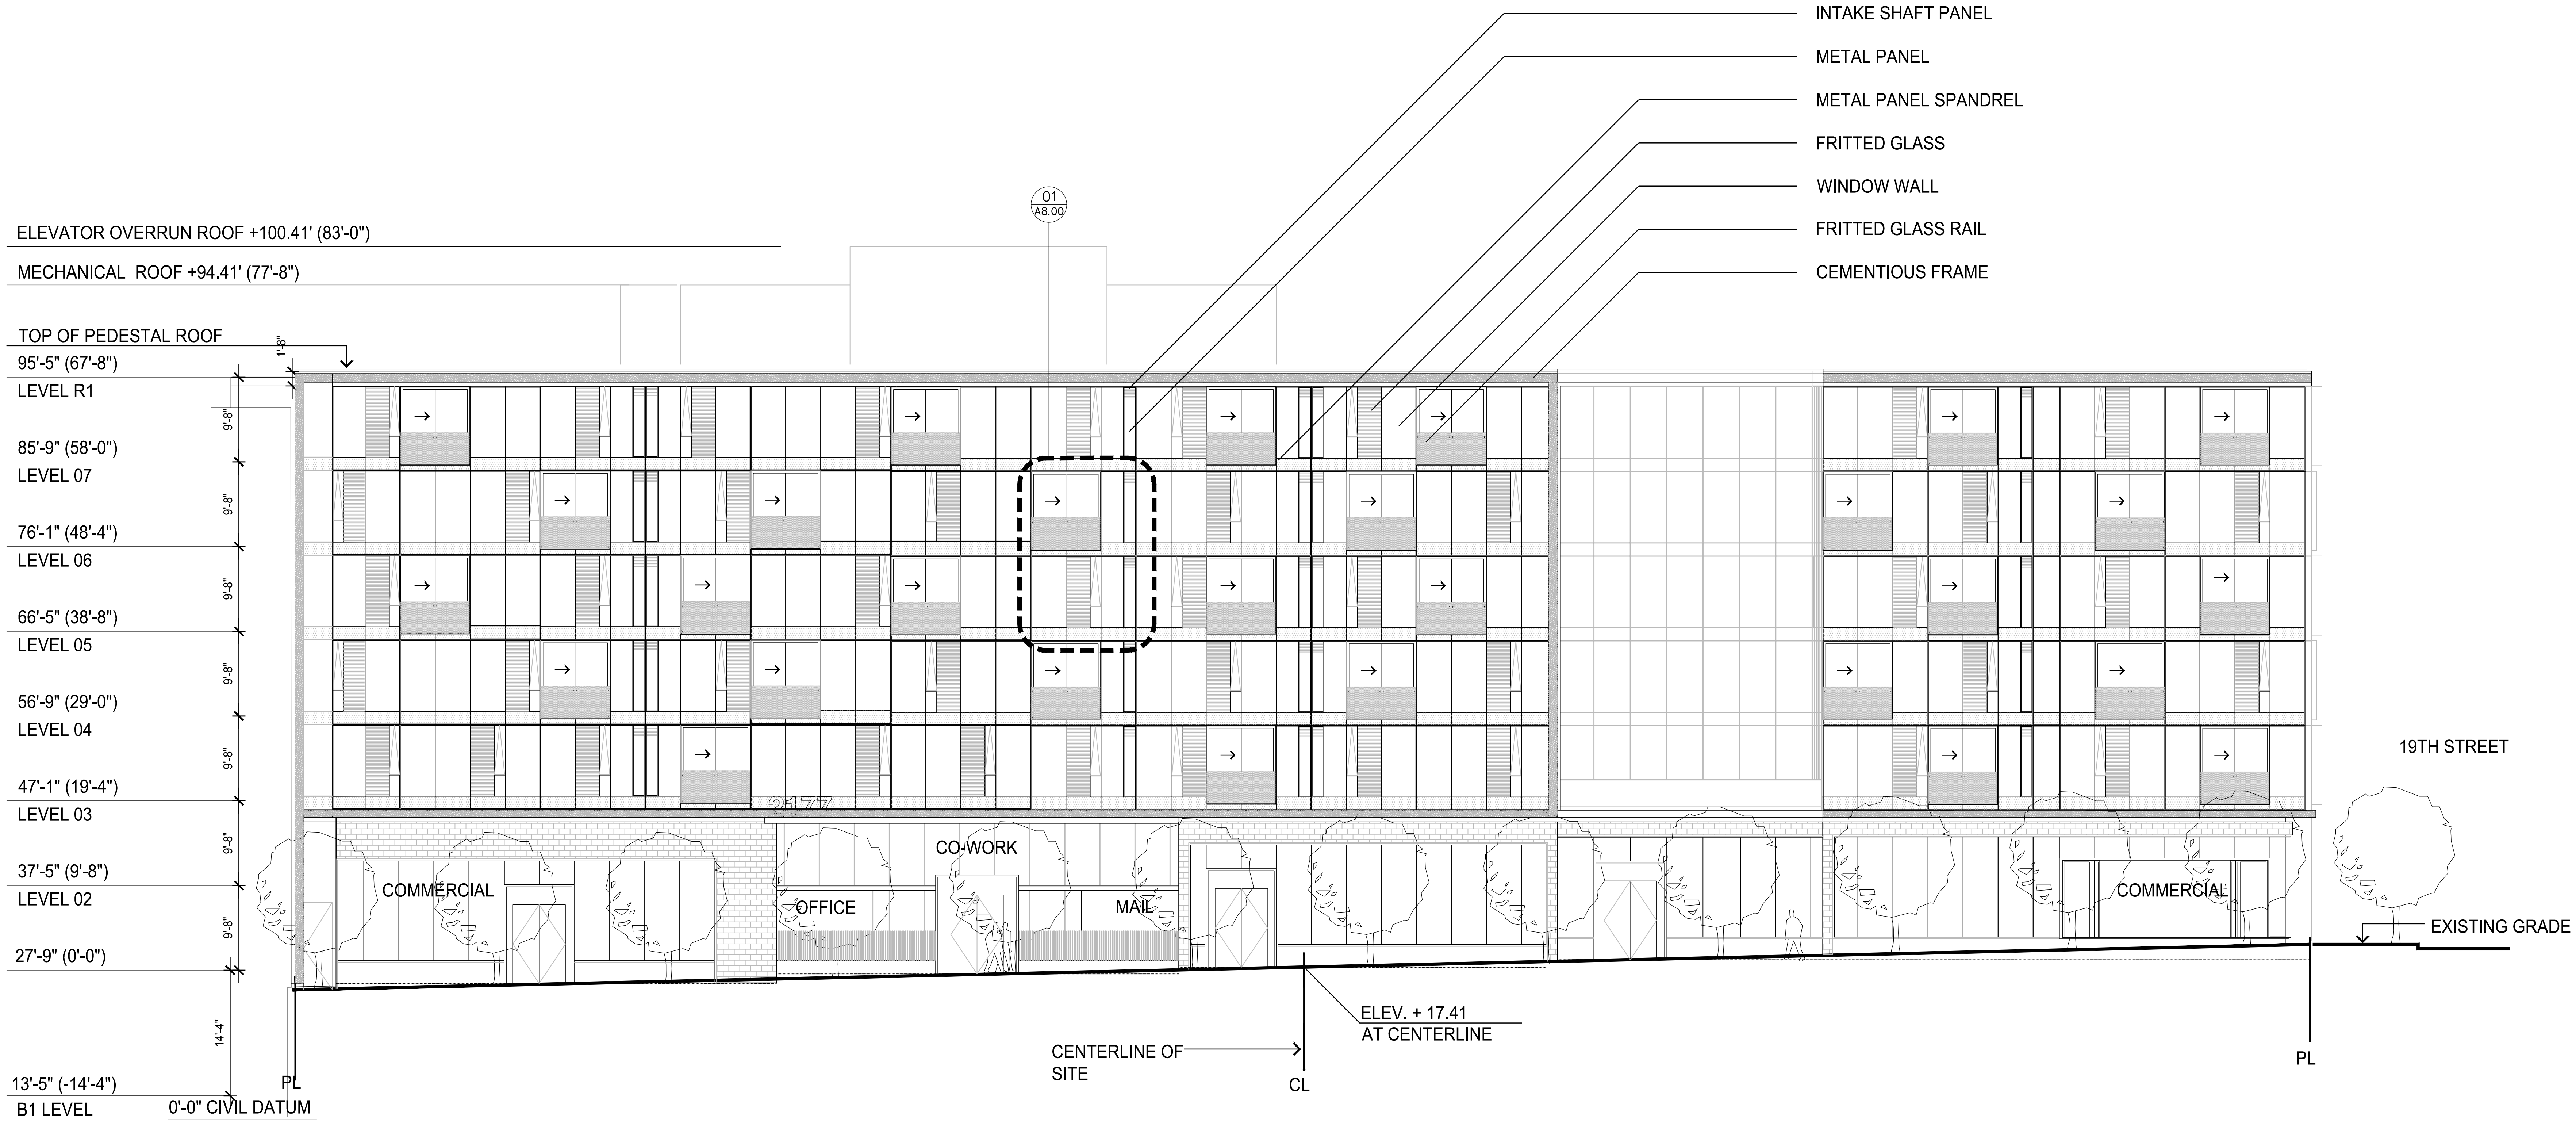 INTAKE SHAFT PANEL
METAL PANEL
METAL PANEL SPANDREL
FRITTED GLASS
WINDOW WALL
FRITTED GLASS RAIL
CEMENTIOUS FRAME
01
A8.00
ELEVATOR OVERRUN ROOF +100.41' (83'-0")
MECHANICAL ROOF +94.41' (77'-8")
TOP OF PEDESTAL ROOF
1'-8"
95'-5" (67'-8")
LEVEL R1
9'-8"
85'-9" (58'-0")
LEVEL 07
9'-8"
76'-1" (48'-4")
LEVEL 06
9'-8"
66'-5" (38'-8")
LEVEL 05
9'-8"
56'-9" (29'-0")
LEVEL 04
9'-8"
47'-1" (19'-4")
LEVEL 03
9'-8"
37'-5" (9'-8")
LEVEL 02
9'-8"
27'-9" (0'-0")
14'-4"
13'-5" (-14'-4")
B1 LEVEL
0'-0" CIVIL DATUM
PL
2177
COMMERCIAL
CO-WORK
OFFICE
MAIL
COMMERCIAL
19TH STREET
EXISTING GRADE
ELEV. + 17.41
AT CENTERLINE
CENTERLINE OF
SITE
CL
PL